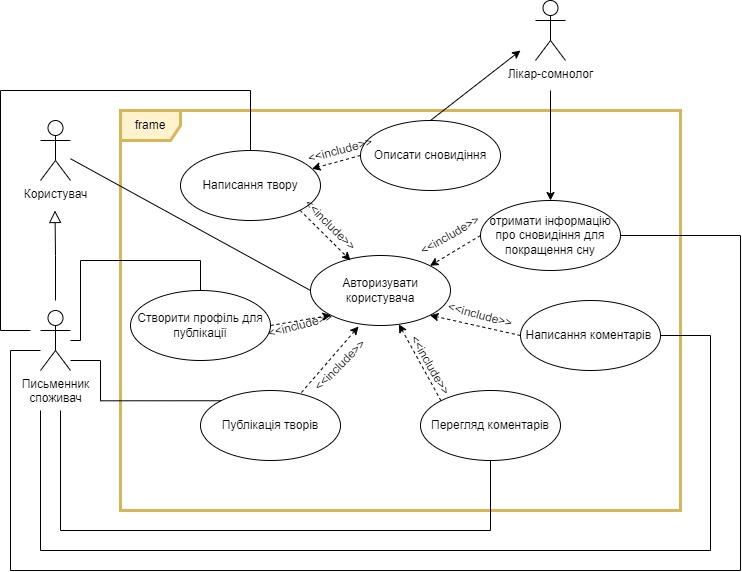 Лікар-сомнолог
frame
Користувач
Написання твору
<<include>>
Описати сновидіння
<<include>>
<<include>>
отримати інформацію
про сновидіння для
покращення сну
Авторизувати
користувача
Створити профіль для
публікації
<<include>>
<<include>>
Написання коментарів
Письменник
споживач
<<include>>
<<include>>
Публікація творів
Перегляд коментарів